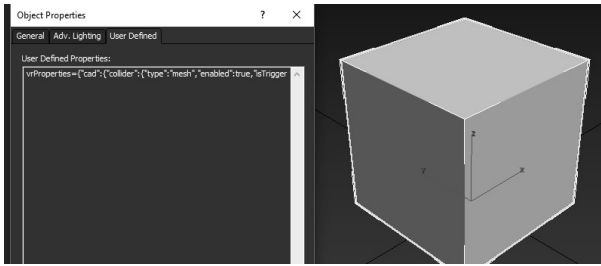 Object Properties ? ×
General Adv. Lighting User Defined
User Defined Properties:
vrProperties={"cad":{"collider":{"type":"mesh","enabled":true,"isTrigger
z
y x